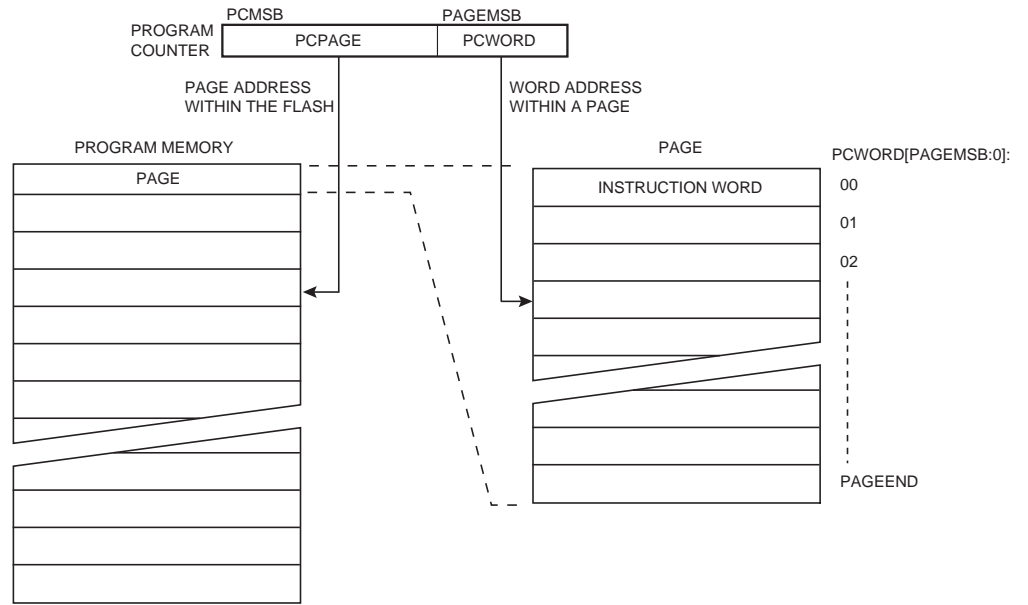 PCMSB
PAGEMSB
PROGRAM
COUNTER
PCPAGE
PCWORD
PAGE ADDRESS
WITHIN THE FLASH
WORD ADDRESS
WITHIN A PAGE
PROGRAM MEMORY
PAGE
PAGE
PCWORD[PAGEMSB:0]:
INSTRUCTION WORD
00
01
02
PAGEEND